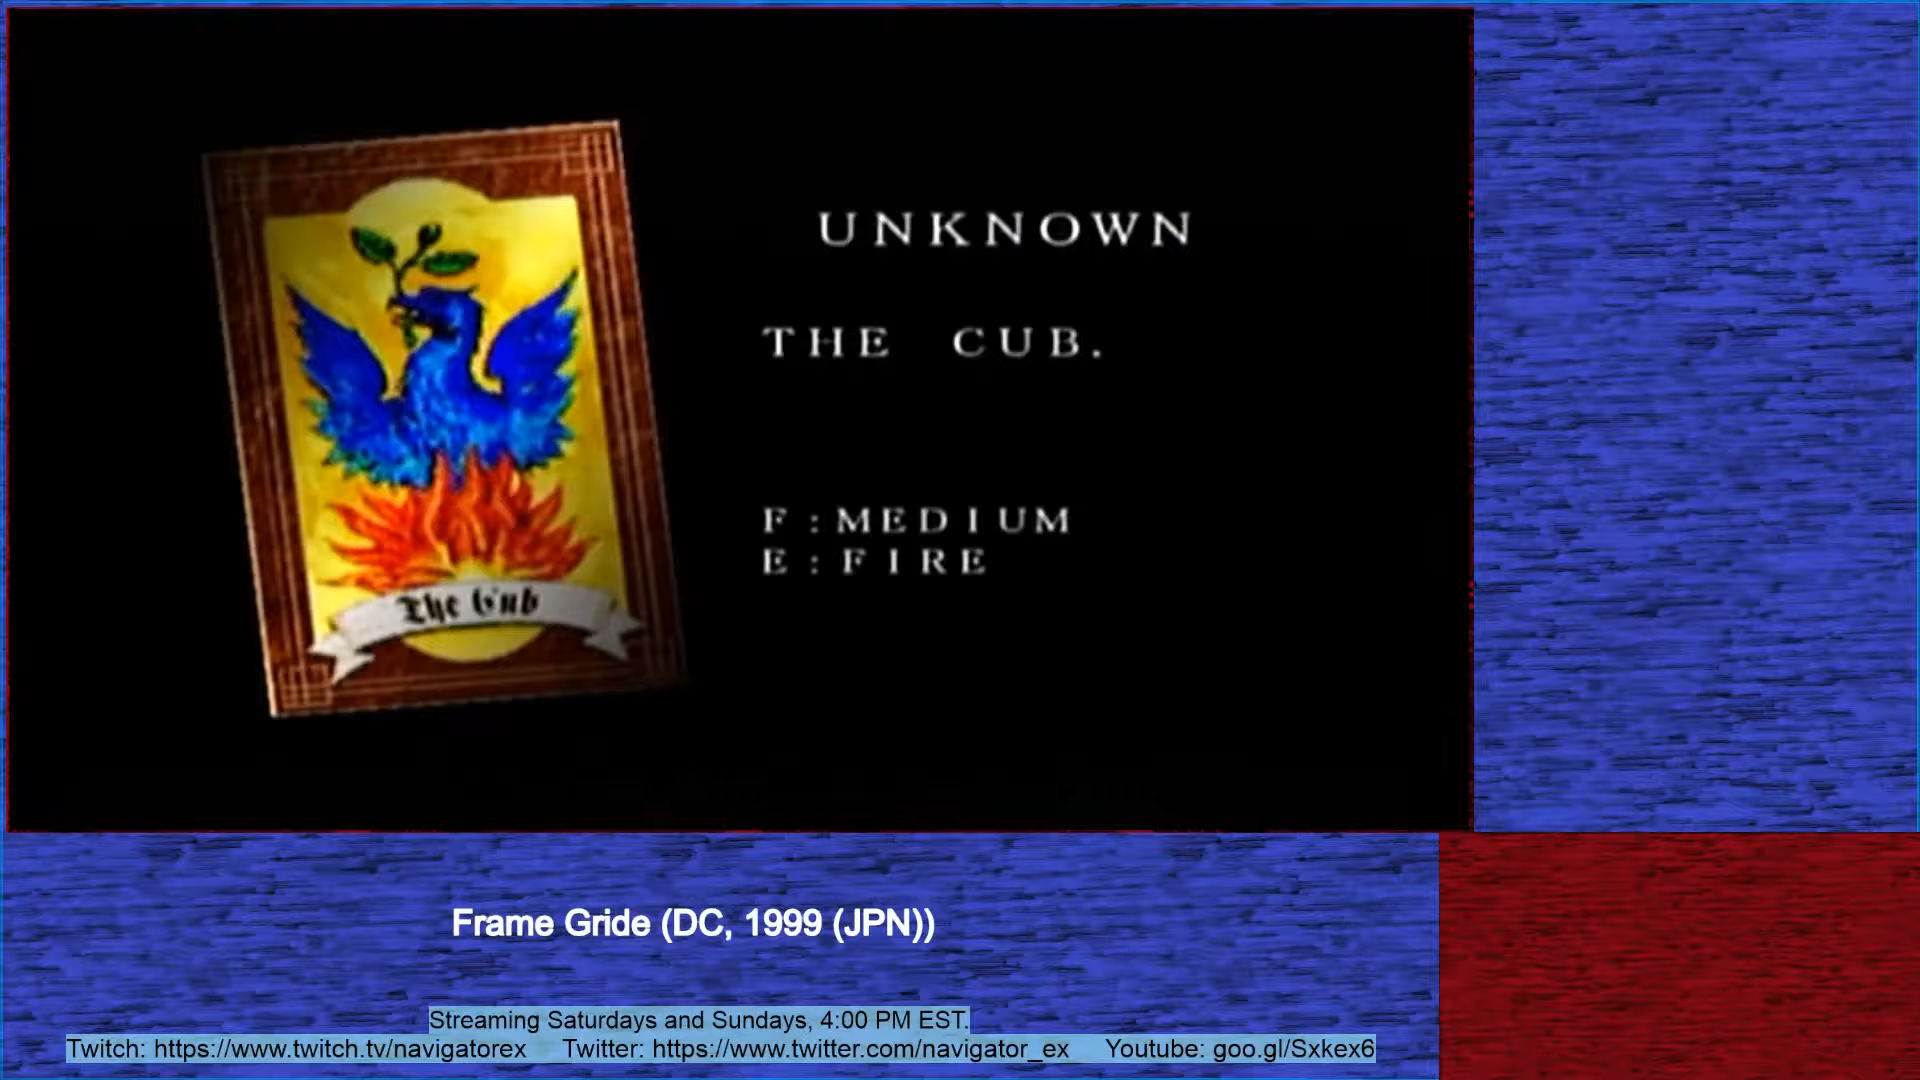 UNKNOWN
THE CUB.
F:MEDIUM
E:FIRE
The Cub
Frame Gride (DC, 1999 (JPN))
Streaming Saturdays and Sundays, 4:00 PM EST.
Twitch: https://www.twitch.tv/navigatorex Twitter: https://www.twitter.com/navigator_ex Youtube: goo.gl/Sxkex6